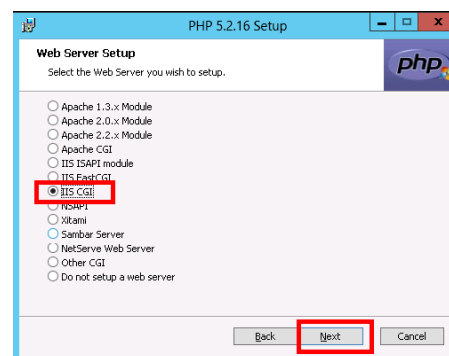 PHP 5.2.16 Setup
Web Server Setup
Select the Web Server you wish to setup.
php
Apache 1.3.x Module
Apache 2.0.x Module
Apache 2.2.x Module
Apache CGI
IIS ISAPI module
IIS FastCGI
IIS CGI
NSAPI
Xitami
Sambar Server
NetServe Web Server
Other CGI
Do not setup a web server
Back Next Cancel